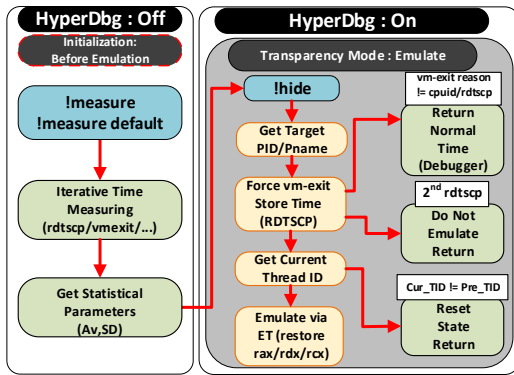 HyperDbg : Off
Initialization:
Before Emulation
!measure
!measure default
Iterative Time
Measuring
(rdtscp/vmexit/...)
Get Statistical
Parameters
(Av,SD)
HyperDbg : On
Transparency Mode : Emulate
!hide
Get Target
PID/Pname
Force vm-exit
Store Time
(RDTSCP)
Get Current
Thread ID
Emulate via
ET (restore
rax/rdx/rcx)
vm-exit reason
!= cpuid/rdtscp
Return
Normal
Time
(Debugger)
2nd rdtscp
Do Not
Emulate
Return
Cur_TID != Pre_TID
Reset
State
Return